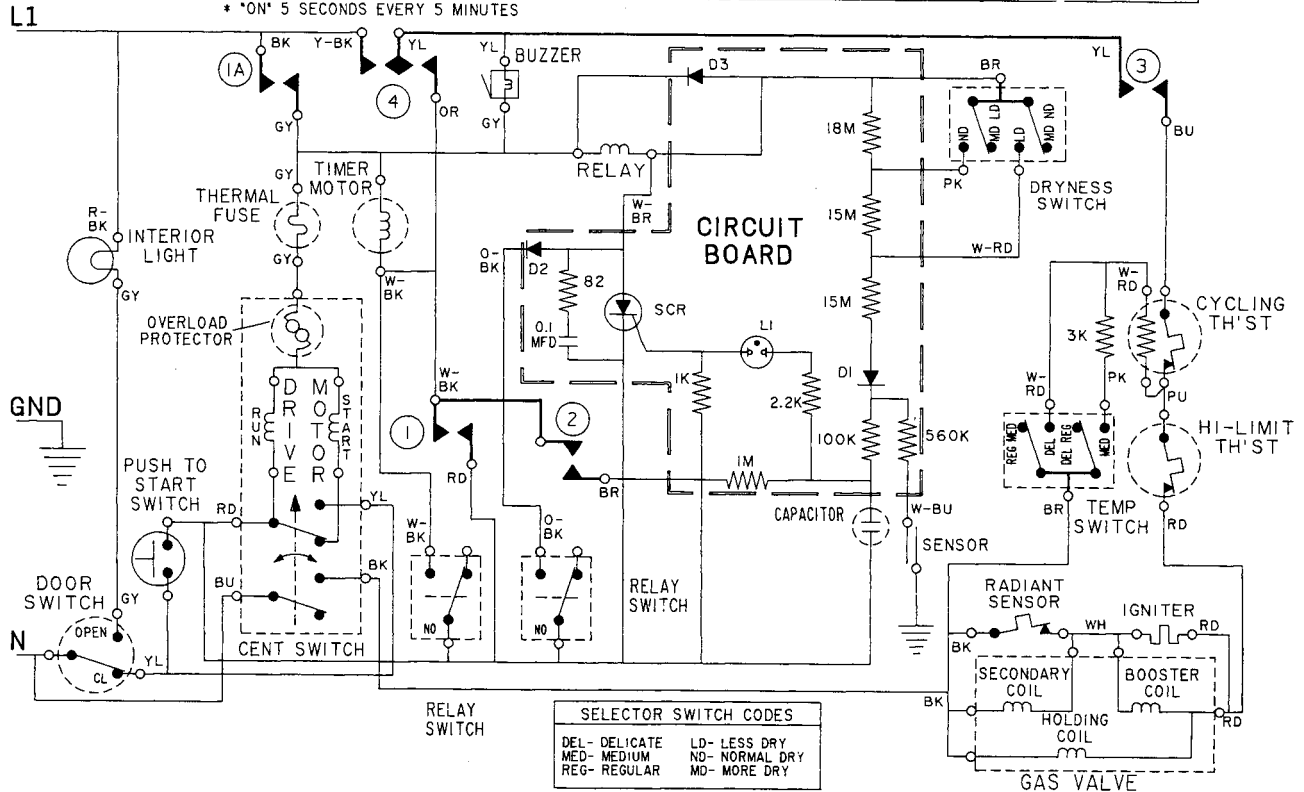 * "ON" 5 SECONDS EVERY 5 MINUTES
L1
BK
Y-BK
YL
YL
BUZZER
D3
YL
3
1A
4
OR
GY
GY
BR
ND
MD LD
LD
MD ND
BU
18M
RELAY
PK
DRYNESS
SWITCH
GY
TIMER
MOTOR
THERMAL
FUSE
W-
BR
CIRCUIT
BOARD
15M
W-RD
R-
BK
INTERIOR
LIGHT
GY
GY
W-
BK
O-
BK
D2
82
0.1
MFD
SCR
L1
15M
W-
RD
CYCLING
TH'ST
3K
OVERLOAD
PROTECTOR
1K
2.2K
D1
W-
RD
PK
PU
GND
DRIVE
MOTOR
RUN
START
W-
BK
1
2
100K
560K
REG MED
DEL
DEL REG
MED
HI-LIMIT
TH'ST
PUSH TO
START
SWITCH
RD
YL
RD
BR
1M
W-BU
CAPACITOR
SENSOR
BR
TEMP
SWITCH
RD
BK
W-
BK
O-
BK
DOOR
SWITCH
BU
GY
OPEN
CL
N
YL
CENT SWITCH
NO
NO
RELAY
SWITCH
RADIANT
SENSOR
IGNITER
BK
WH
RD
SECONDARY
COIL
BOOSTER
COIL
BK
RD
HOLDING
COIL
GAS VALVE
RELAY
SWITCH
SELECTOR SWITCH CODES
DEL- DELICATE LD- LESS DRY
MED- MEDIUM ND- NORMAL DRY
REG- REGULAR MD- MORE DRY